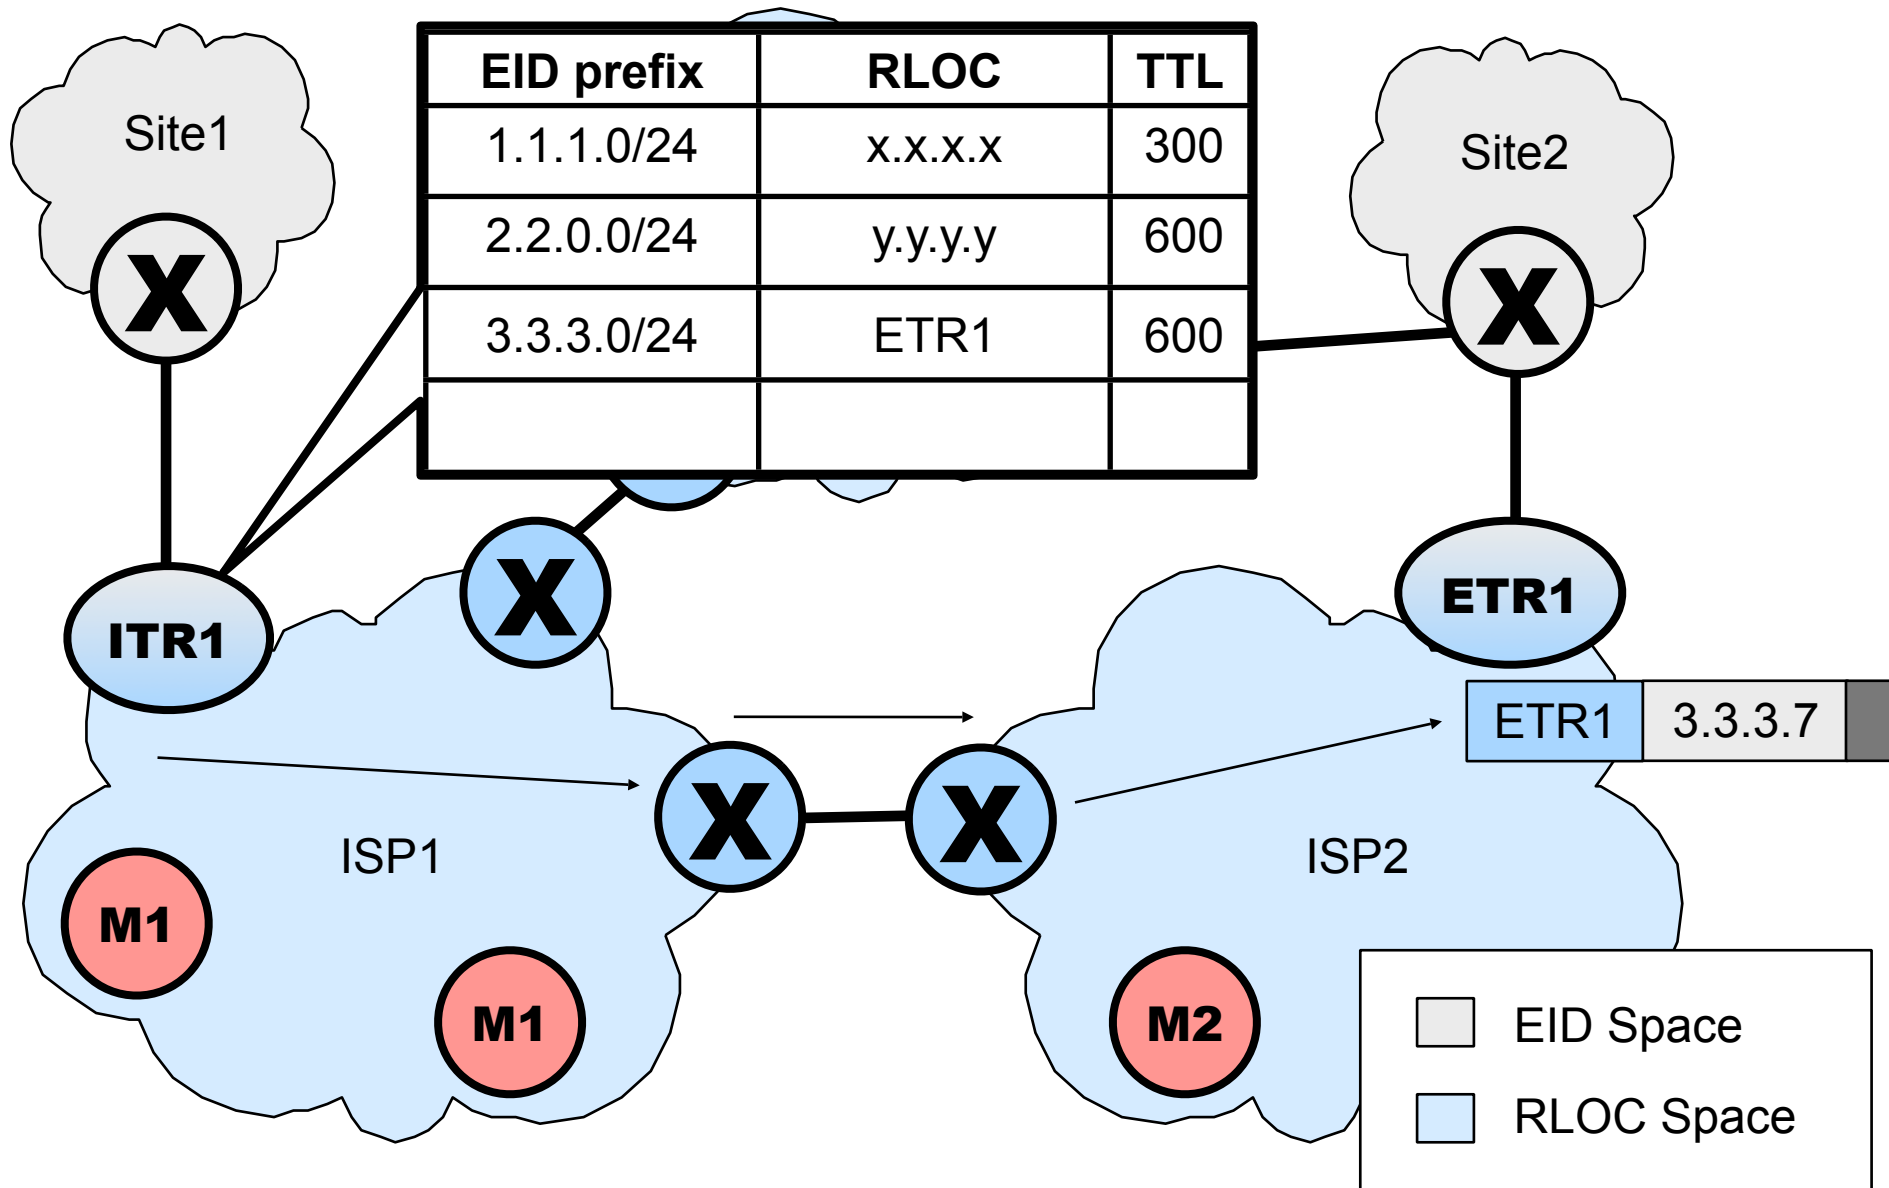 Site1
EID prefix RLOC TTL
1.1.1.0/24 x.x.x.x 300
2.2.0.0/24 y.y.y.y 600
3.3.3.0/24 ETR1 600
Site2
X
X
X
ITR1
ETR1
ETR1 3.3.3.7
X
X
ISP1
ISP2
M1
M1
M2
EID Space
RLOC Space